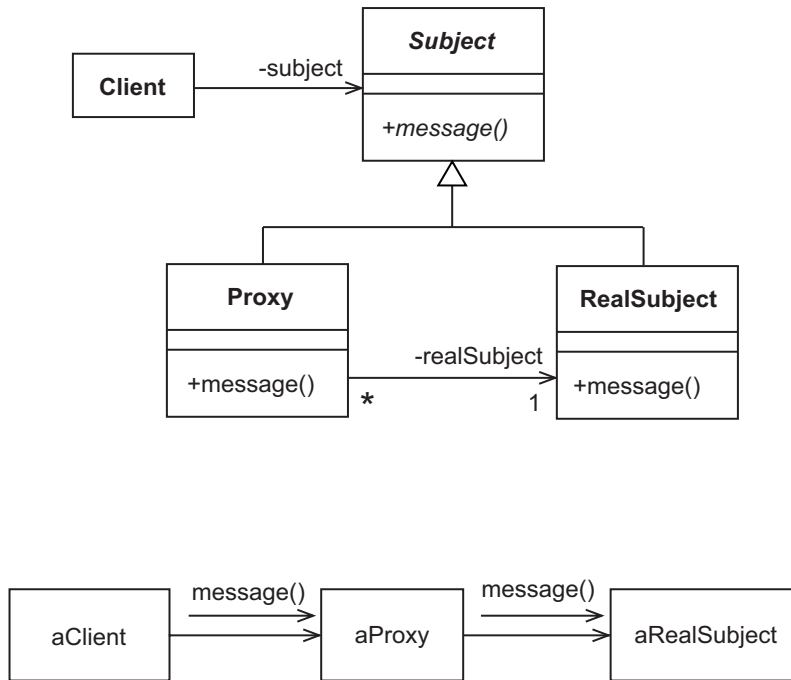 Subject
Client
-subject
+message()
Proxy
RealSubject
-realSubject
+message()
+message()
*
1
message()
message()
aClient
aProxy
aRealSubject